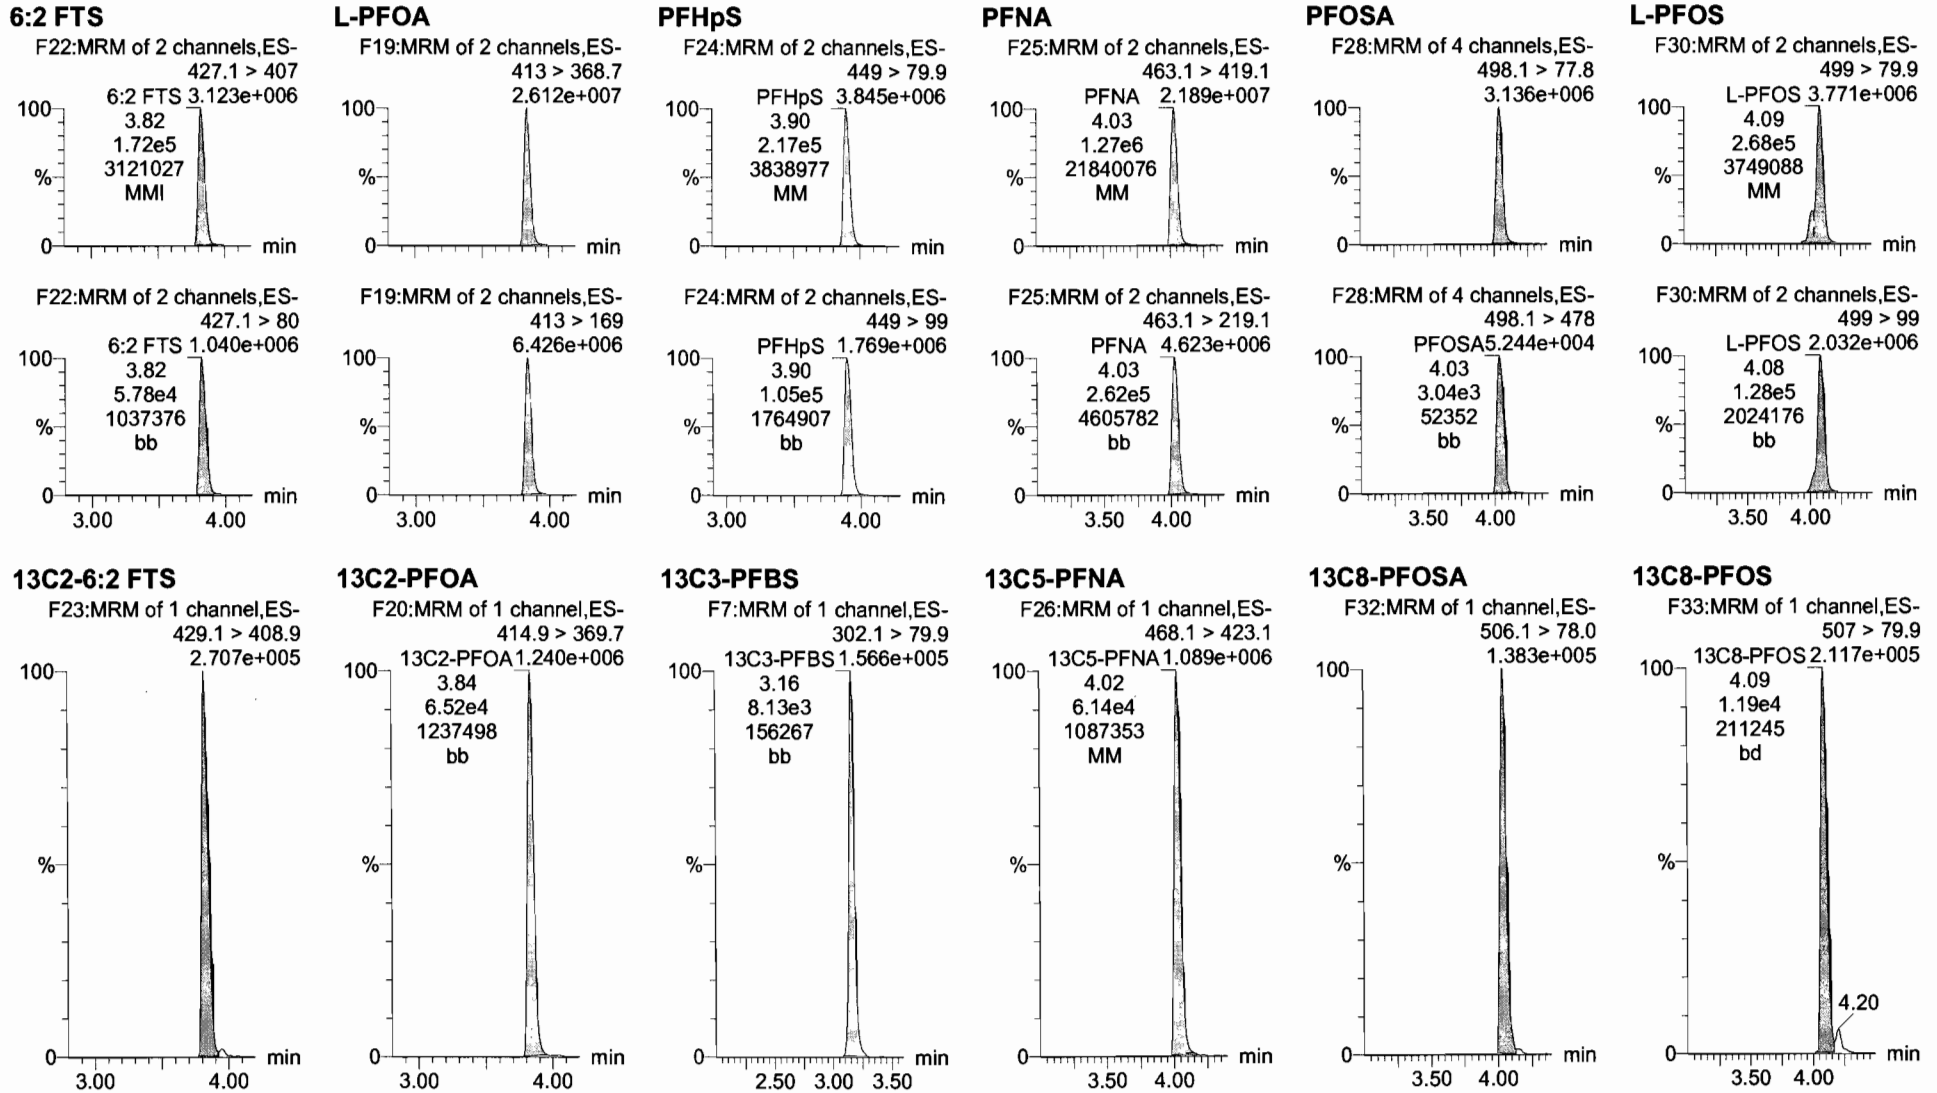 6:2 FTS
F22:MRM of 2 channels,ES-
427.1 > 407
6:2 FTS 3.123e+006
3.82
1.72e5
3121027
MMI
100
%
0
min
L-PFOA
F19:MRM of 2 channels,ES-
413 > 368.7
2.612e+007
100
%
0
min
PFHpS
F24:MRM of 2 channels,ES-
449 > 79.9
PFHpS 3.845e+006
3.90
2.17e5
3838977
MM
100
%
0
min
PFNA
F25:MRM of 2 channels,ES-
463.1 > 419.1
PFNA 2.189e+007
4.03
1.27e6
21840076
MM
100
%
0
min
PFOSA
F28:MRM of 4 channels,ES-
498.1 > 77.8
3.136e+006
100
%
0
min
L-PFOS
F30:MRM of 2 channels,ES-
499 > 79.9
L-PFOS 3.771e+006
4.09
2.68e5
3749088
MM
100
%
0
min
F22:MRM of 2 channels,ES-
427.1 > 80
6:2 FTS 1.040e+006
3.82
5.78e4
1037376
bb
100
%
0
min
3.00 4.00
F19:MRM of 2 channels,ES-
413 > 169
6.426e+006
100
%
0
min
3.00 4.00
F24:MRM of 2 channels,ES-
449 > 99
PFHpS 1.769e+006
3.90
1.05e5
1764907
bb
100
%
0
min
3.00 4.00
F25:MRM of 2 channels,ES-
463.1 > 219.1
PFNA 4.623e+006
4.03
2.62e5
4605782
bb
100
%
0
min
3.50 4.00
F28:MRM of 4 channels,ES-
498.1 > 478
PFOSA5.244e+004
4.03
3.04e3
52352
bb
100
%
0
min
3.50 4.00
F30:MRM of 2 channels,ES-
499 > 99
L-PFOS 2.032e+006
4.08
1.28e5
2024176
bb
100
%
0
min
3.50 4.00
13C2-6:2 FTS
F23:MRM of 1 channel,ES-
429.1 > 408.9
2.707e+005
100
%
0
min
3.00 4.00
13C2-PFOA
F20:MRM of 1 channel,ES-
414.9 > 369.7
13C2-PFOA 1.240e+006
3.84
6.52e4
1237498
bb
100
%
0
min
3.00 4.00
13C3-PFBS
F7:MRM of 1 channel,ES-
302.1 > 79.9
13C3-PFBS 1.566e+005
3.16
8.13e3
156267
bb
100
%
0
min
2.50 3.00 3.50
13C5-PFNA
F26:MRM of 1 channel,ES-
468.1 > 423.1
13C5-PFNA 1.089e+006
4.02
6.14e4
1087353
MM
100
%
0
min
3.50 4.00
13C8-PFOSA
F32:MRM of 1 channel,ES-
506.1 > 78.0
1.383e+005
100
%
0
min
3.50 4.00
13C8-PFOS
F33:MRM of 1 channel,ES-
507 > 79.9
13C8-PFOS 2.117e+005
4.09
1.19e4
211245
bd
100
%
4.20
0
min
3.50 4.00